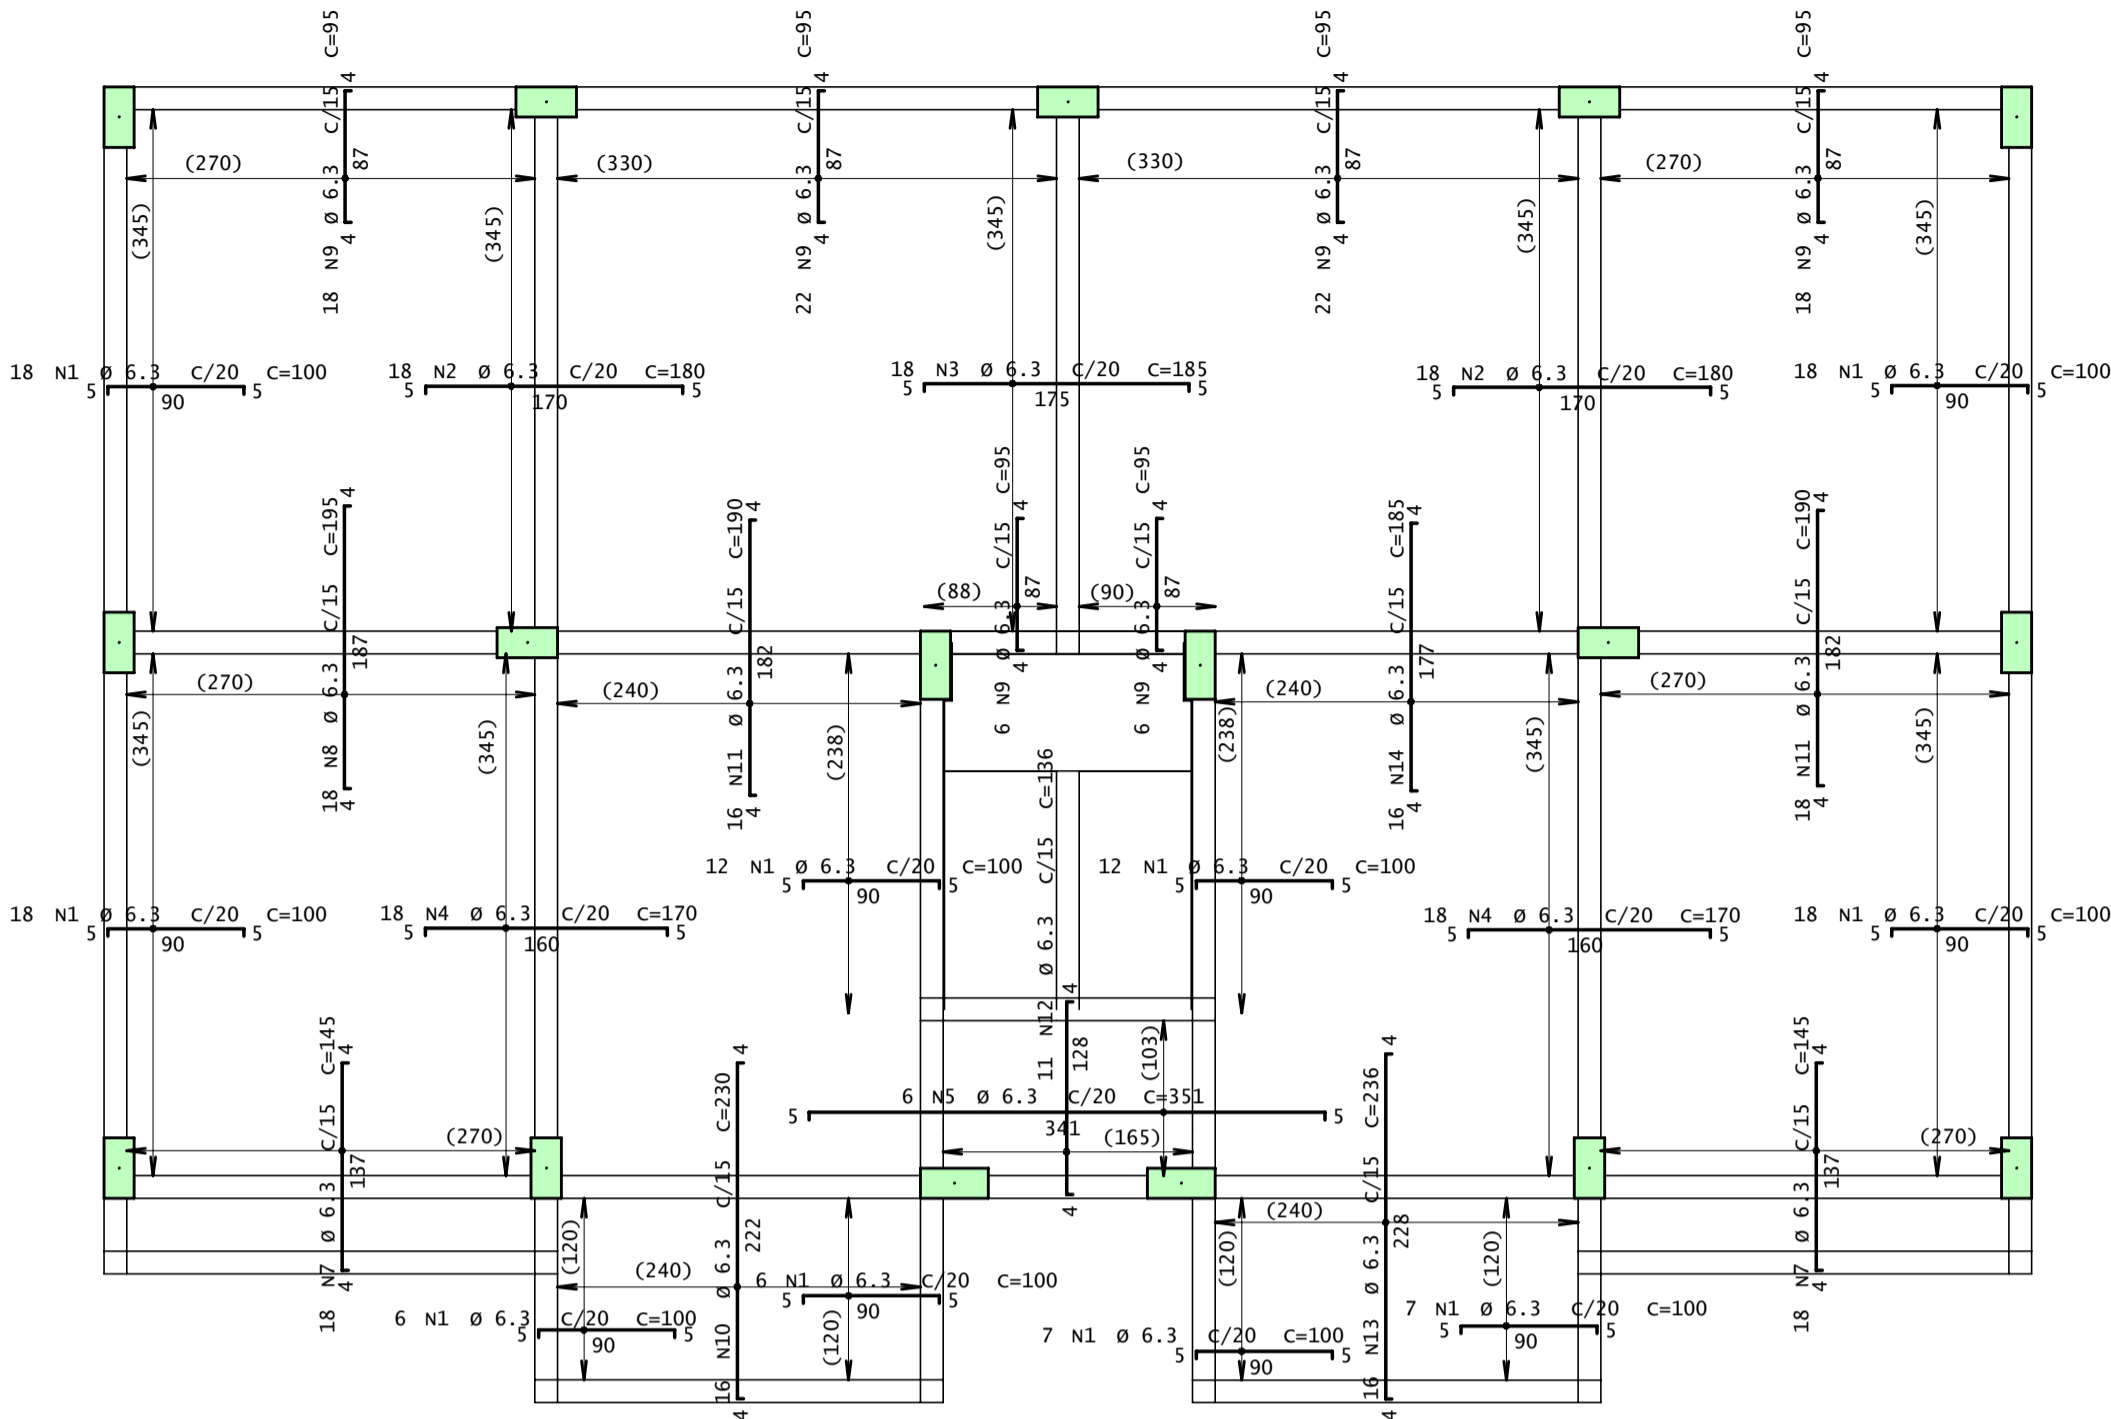 18 N9 Ø 6.3 C/15 C=95
87
4
4
22 N9 Ø 6.3 C/15 C=95
87
4
4
22 N9 Ø 6.3 C/15 C=95
87
4
4
18 N9 Ø 6.3 C/15 C=95
87
4
4
(270)
(330)
(330)
(270)
(345)
(345)
(345)
(345)
(345)
18 N1 Ø 6.3 C/20 C=100
5 90 5
18 N2 Ø 6.3 C/20 C=180
5 170 5
18 N3 Ø 6.3 C/20 C=185
5 175 5
18 N2 Ø 6.3 C/20 C=180
5 170 5
18 N1 Ø 6.3 C/20 C=100
5 90 5
18 N8 Ø 6.3 C/15 C=195
187
4
4
16 N11 Ø 6.3 C/15 C=190
182
4
4
6 N9 Ø 6.3 C/15 C=95
87
4
4
6 N9 Ø 6.3 C/15 C=95
87
4
4
16 N14 Ø 6.3 C/15 C=185
177
4
4
18 N11 Ø 6.3 C/15 C=190
182
4
4
(88)
(90)
(270)
(240)
(240)
(270)
(345)
(345)
(238)
(238)
(345)
(345)
12 N1 Ø 6.3 C/20 C=100
5 90 5
12 N1 Ø 6.3 C/20 C=100
5 90 5
18 N1 Ø 6.3 C/20 C=100
5 90 5
18 N4 Ø 6.3 C/20 C=170
5 160 5
18 N4 Ø 6.3 C/20 C=170
5 160 5
18 N1 Ø 6.3 C/20 C=100
5 90 5
11 N12 Ø 6.3 C/15 C=136
128
4
4
(103)
6 N5 Ø 6.3 C/20 C=351
5 341 5
(165)
18 N7 Ø 6.3 C/15 C=145
137
4
4
(270)
16 N10 Ø 6.3 C/15 C=230
222
4
4
16 N13 Ø 6.3 C/15 C=236
228
4
4
18 N7 Ø 6.3 C/15 C=145
137
4
4
(270)
(240)
(240)
(120)
(120)
(120)
(120)
6 N1 Ø 6.3 C/20 C=100
5 90 5
6 N1 Ø 6.3 C/20 C=100
5 90 5
7 N1 Ø 6.3 C/20 C=100
5 90 5
7 N1 Ø 6.3 C/20 C=100
5 90 5